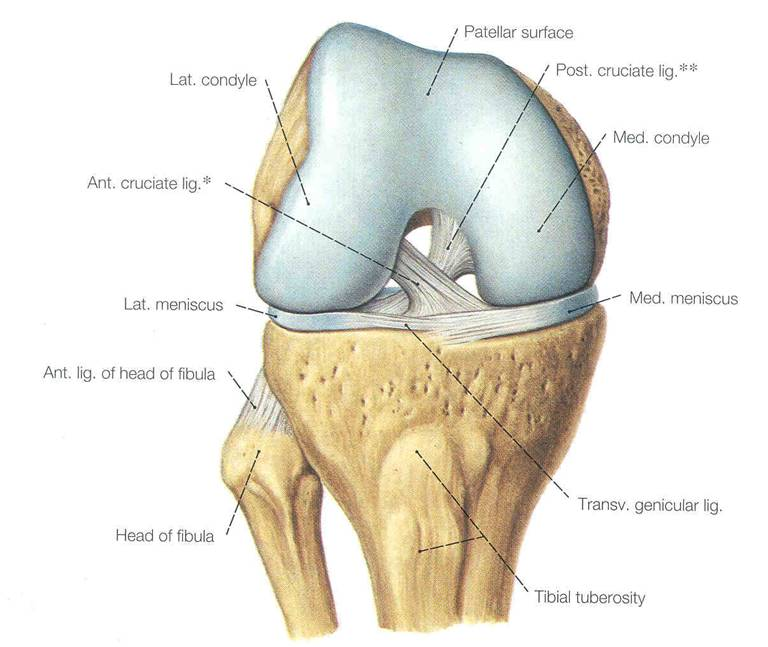 Patellar surface
Post. cruciate lig.**
Lat. condyle
Med. condyle
Ant. cruciate lig.*
Lat. meniscus
Med. meniscus
Ant. lig. of head of fibula
Transv. genicular lig.
Head of fibula
Tibial tuberosity